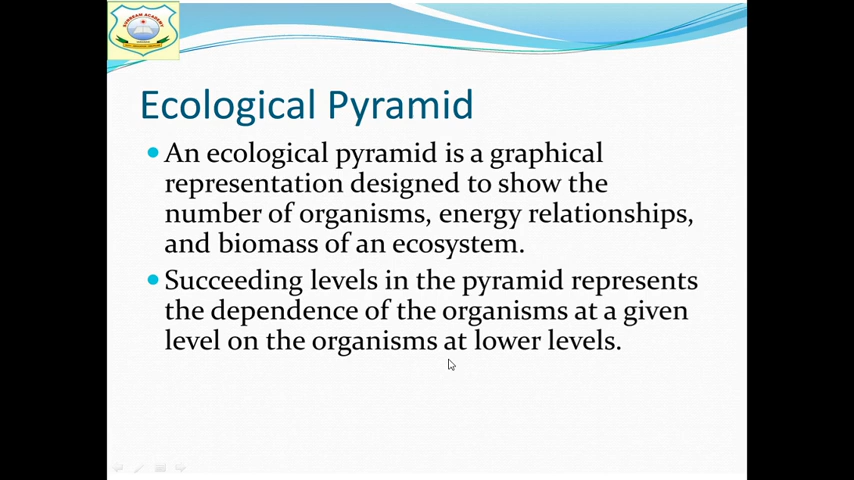 Ecological Pyramid
An ecological pyramid is a graphical
representation designed to show the
number of organisms, energy relationships,
and biomass of an ecosystem.
Succeeding levels in the pyramid represents
the dependence of the organisms at a given
level on the organisms at lower levels.